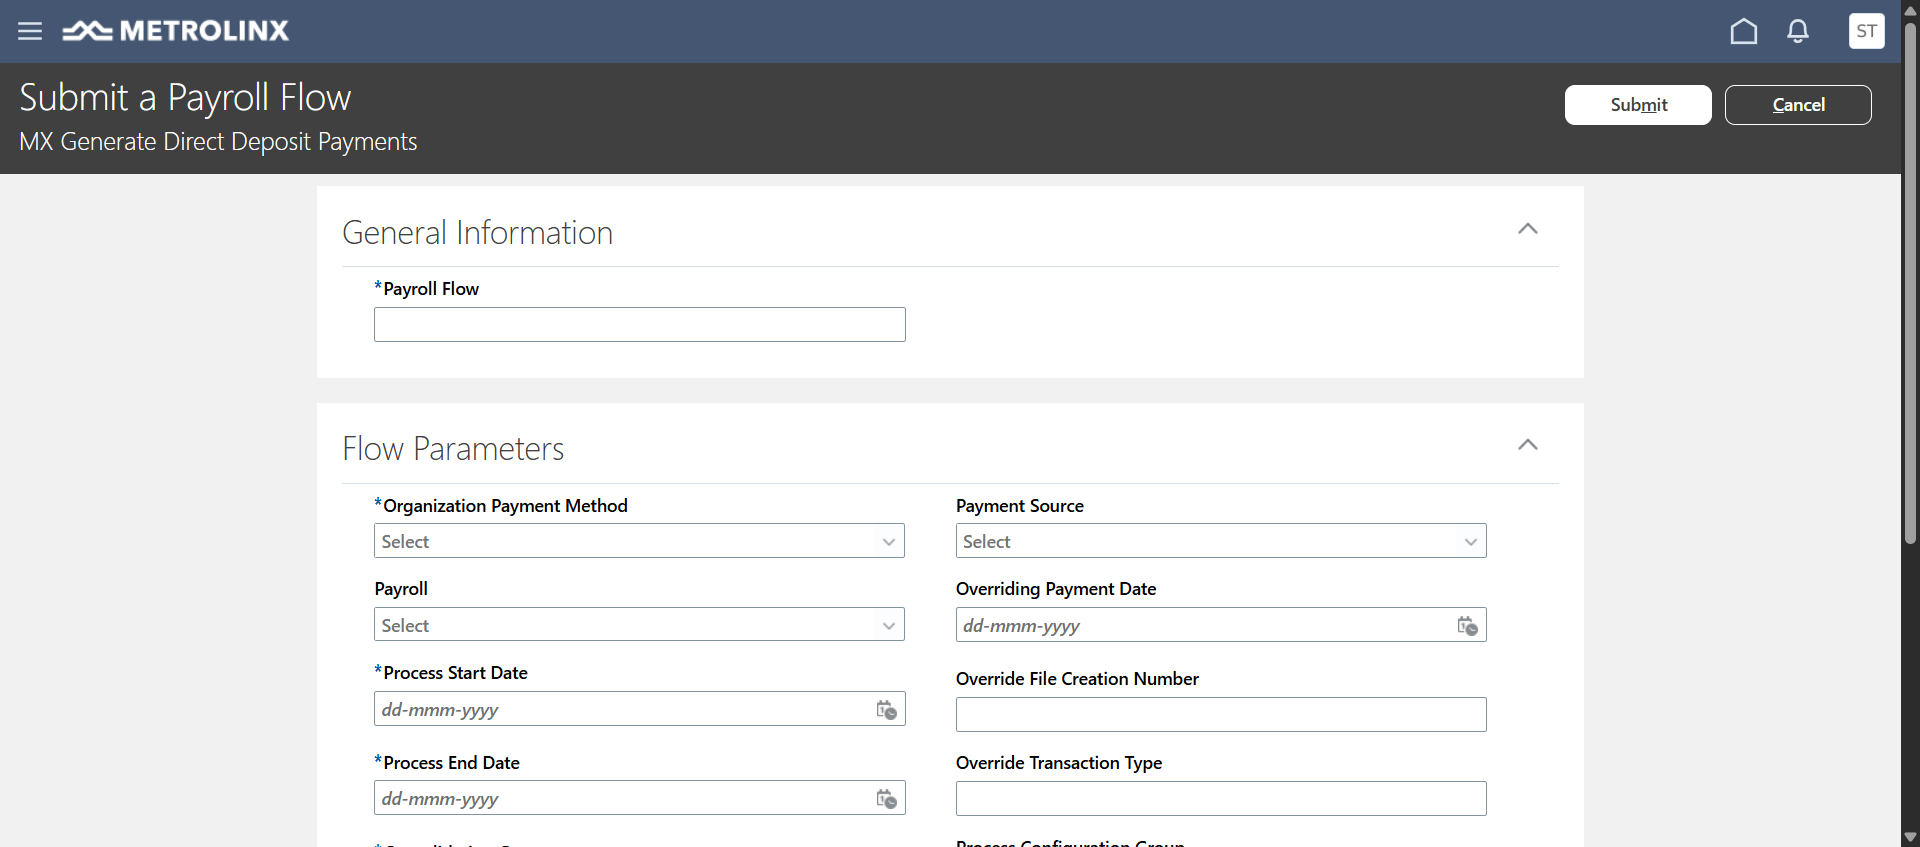 METROLINX
ST
Submit a Payroll Flow
MX Generate Direct Deposit Payments
Submit
Cancel
General Information
*Payroll Flow
Flow Parameters
*Organization Payment Method
Select
Payment Source
Select
Payroll
Select
Overriding Payment Date
dd-mmm-yyyy
*Process Start Date
dd-mmm-yyyy
Override File Creation Number
*Process End Date
dd-mmm-yyyy
Override Transaction Type
Process Configuration Group